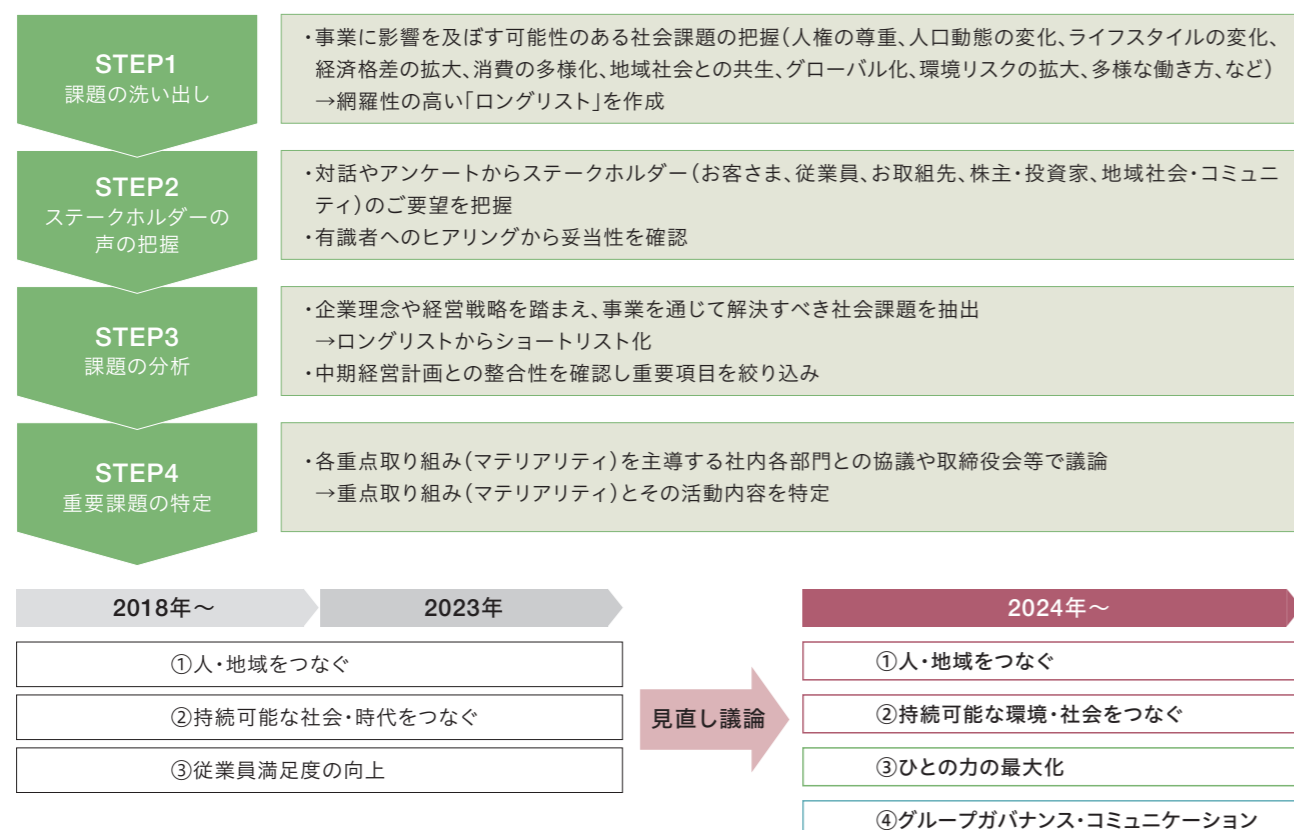 STEP1
課題の洗い出し
・事業に影響を及ぼす可能性のある社会課題の把握(人権の尊重、人口動態の変化、ライフスタイルの変化、
経済格差の拡大、消費の多様化、地域社会との共生、グローバル化、環境リスクの拡大、多様な働き方、など)
→網羅性の高い「ロングリスト」を作成
STEP2
ステークホルダーの
声の把握
・対話やアンケートからステークホルダー(お客さま、従業員、お取組先、株主・投資家、地域社会・コミュニ
ティ)のご要望を把握
・有識者へのヒアリングから妥当性を確認
STEP3
課題の分析
・企業理念や経営戦略を踏まえ、事業を通じて解決すべき社会課題を抽出
→ロングリストからショートリスト化
・中期経営計画との整合性を確認し重要項目を絞り込み
STEP4
重要課題の特定
・各重点取り組み(マテリアリティ)を主導する社内各部門との協議や取締役会等で議論
→重点取り組み(マテリアリティ)とその活動内容を特定
2018年〜
2023年
①人・地域をつなぐ
②持続可能な社会・時代をつなぐ
③従業員満足度の向上
見直し議論
2024年〜
①人・地域をつなぐ
②持続可能な環境・社会をつなぐ
③ひとの力の最大化
④グループガバナンス・コミュニケーション